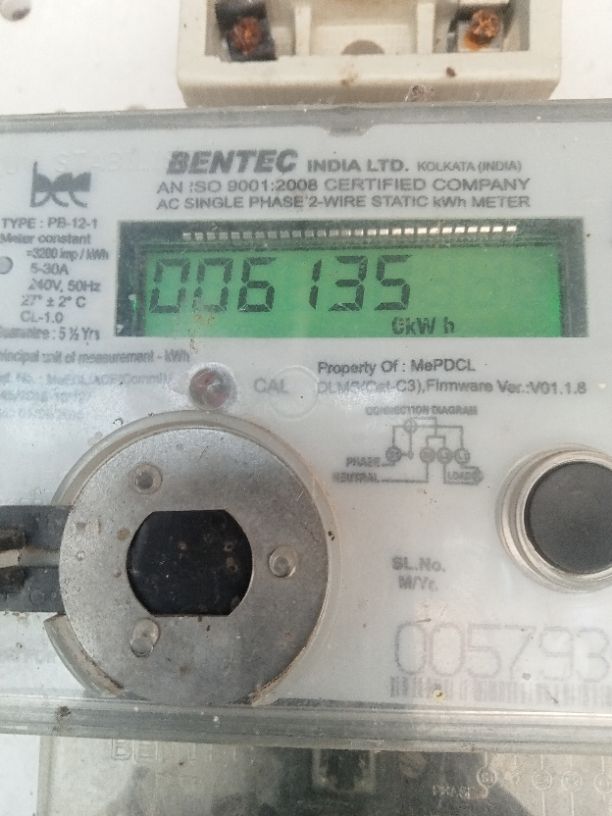 BENTEC INDIA LTD. KOLKATA (INDIA)
AN ISO 9001:2008 CERTIFIED COMPANY
AC SINGLE PHASE 2-WIRE STATIC kWh METER
TYPE : PB-12-1
Meter constant
=3200 imp / kWh
5-30A
240V, 50Hz
27° ± 2° C
CL-1.0
: 5 ½ Yrs
006135
kW h
Principal unit of measurement - kWh
CAL
Property Of : MePDCL
Firmware Ver.:V01.1.8
CONNECTION DIAGRAM
PHASE
NEUTRAL
LOAD
SL.No.
M/Yr.
005793